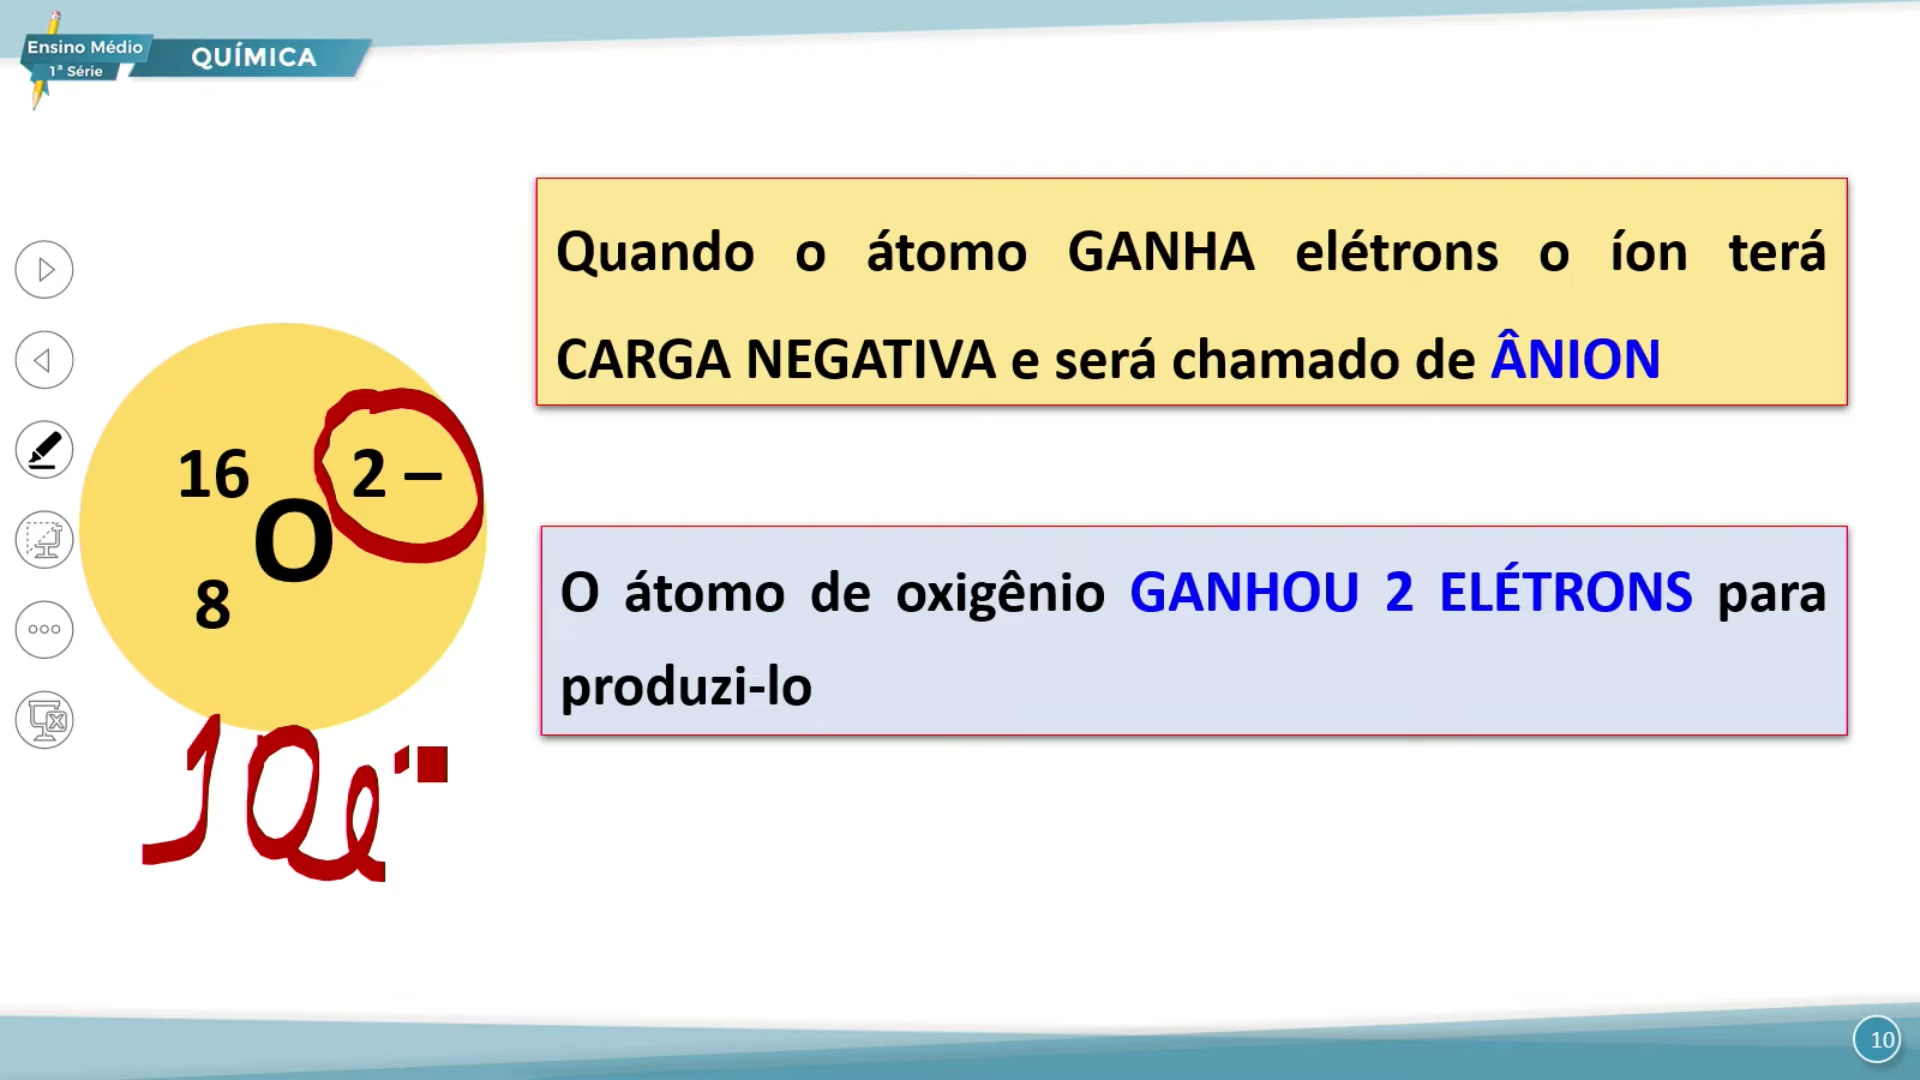 Ensino Médio
1ª Série
QUÍMICA
Quando o átomo GANHA elétrons o íon terá
CARGA NEGATIVA e será chamado de ÂNION
16
2 –
O
8
O átomo de oxigênio GANHOU 2 ELÉTRONS para
produzi-lo
10e-
10